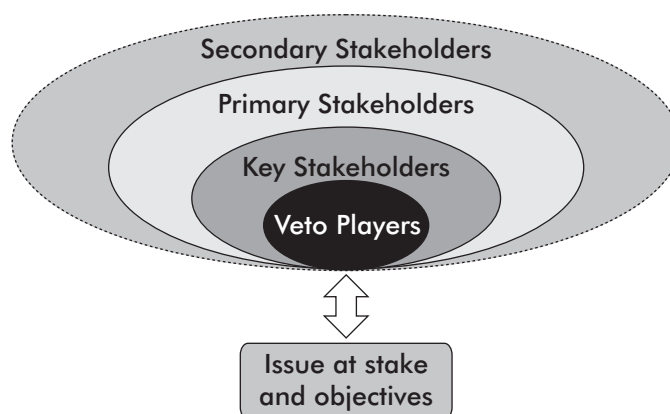 Secondary Stakeholders
Primary Stakeholders
Key Stakeholders
Veto Players
Issue at stake
and objectives